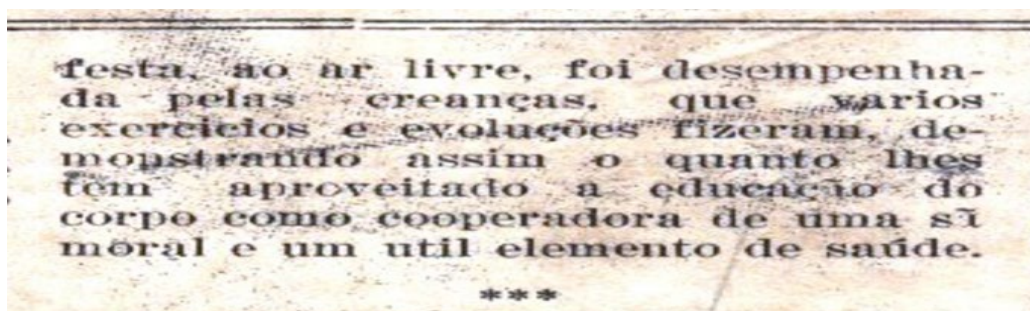 festa, ao ar livre, foi desempenha-
da pelas creanças, que varios
exercicios e evoluções fizeram, de-
monstrando assim o quanto lhes
tem aproveitado a educação do
corpo como cooperadora de uma sã
moral e um util elemento de saúde.
***